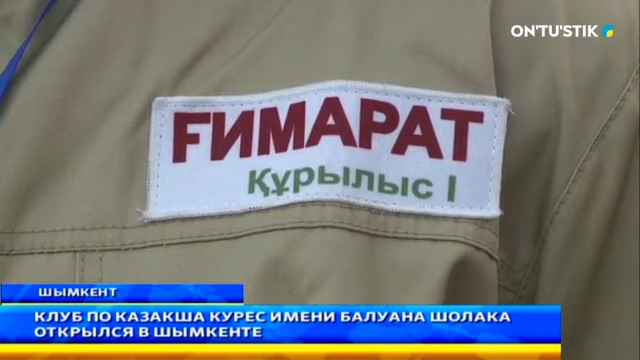 ON'TU'STIK
ҒИМАРАТ
Құрылыс I
ШЫМКЕНТ
КЛУБ ПО КАЗАКША КУРЕС ИМЕНИ БАЛУАНА ШОЛАКА
ОТКРЫЛСЯ В ШЫМКЕНТЕ